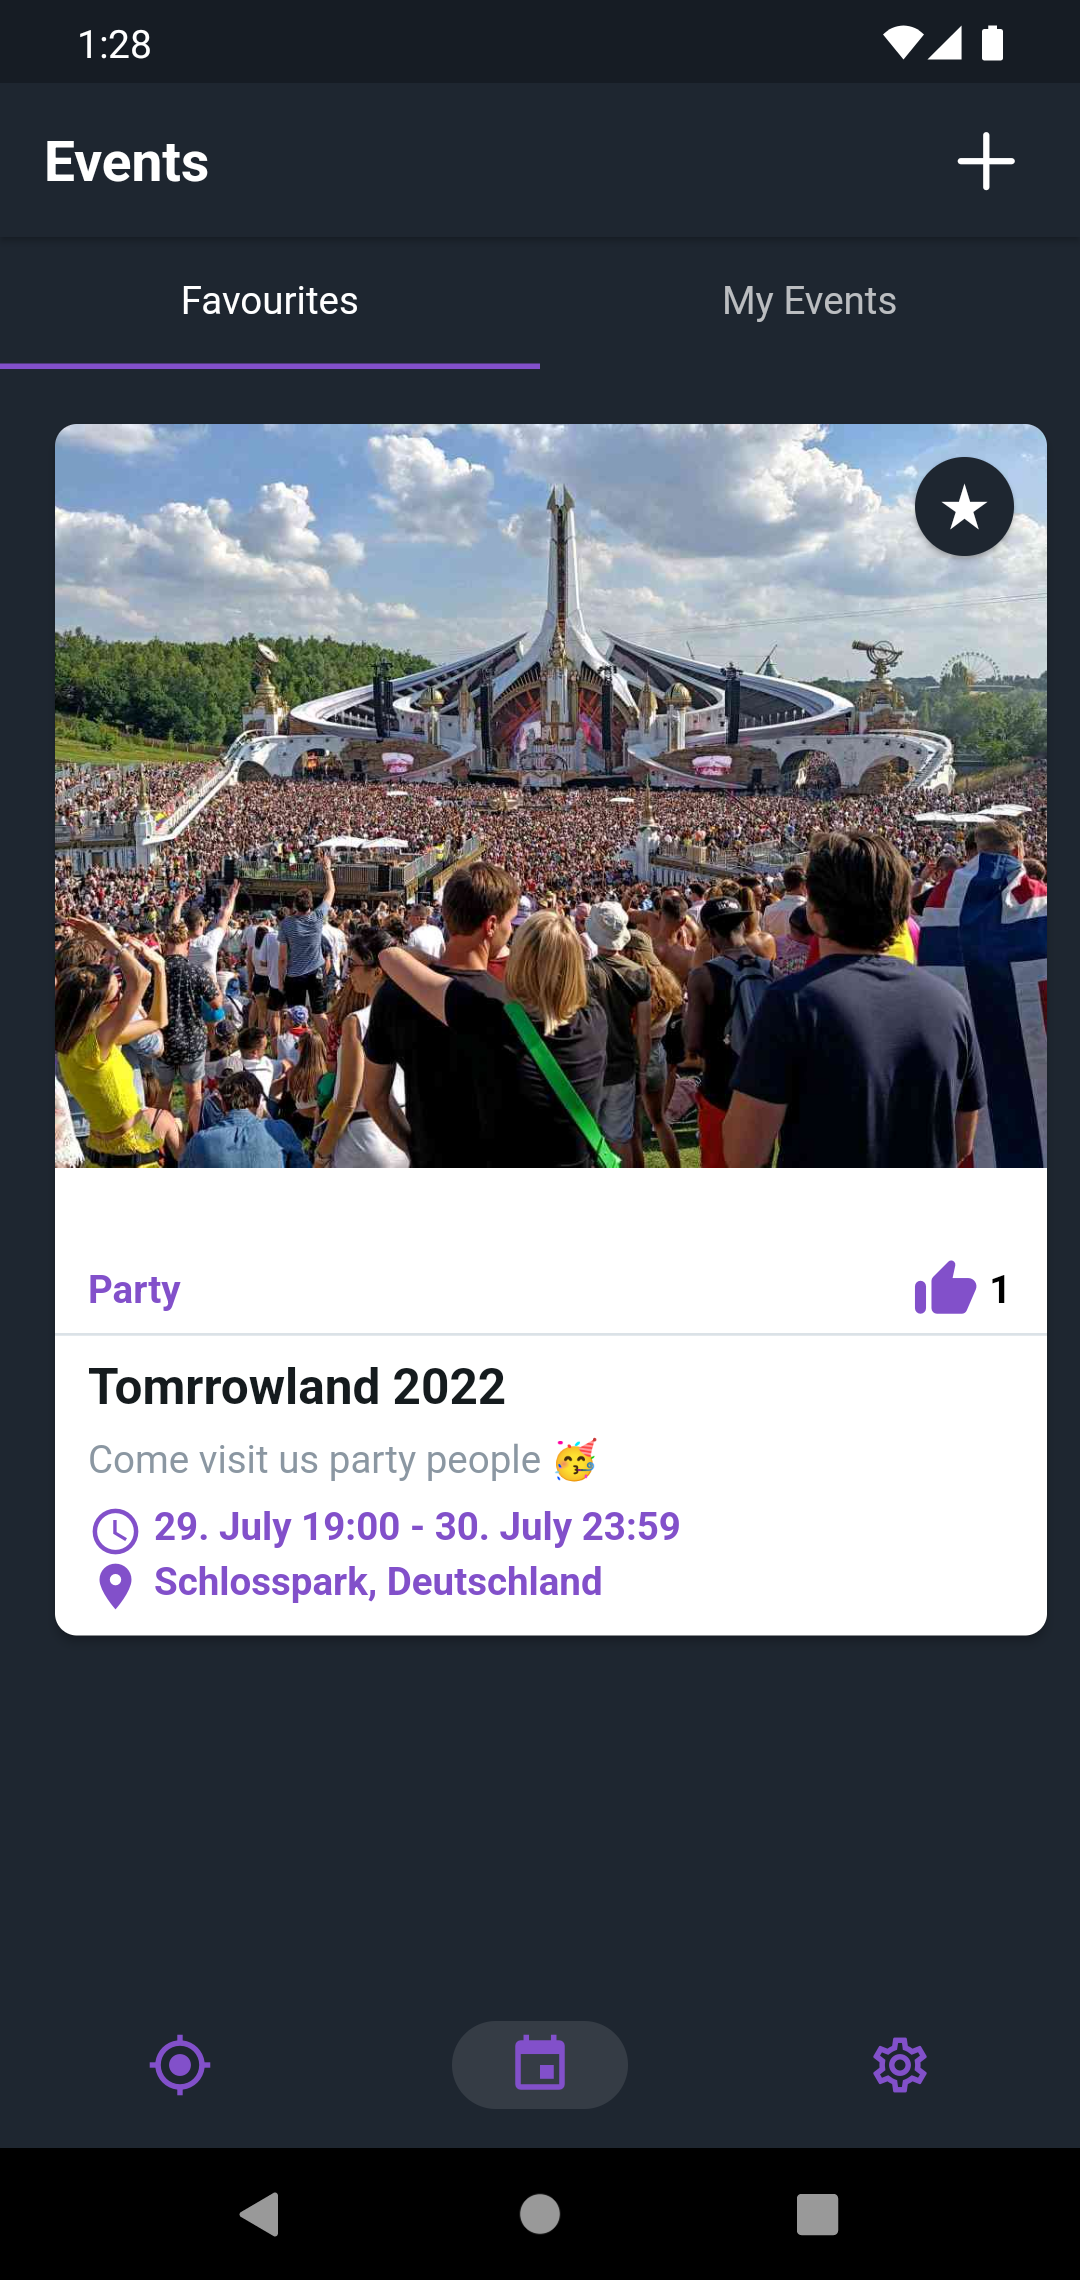 1:28
Events
Favourites
My Events
Party
1
Tomrrowland 2022
Come visit us party people 🥳
29. July 19:00 - 30. July 23:59
Schlosspark, Deutschland